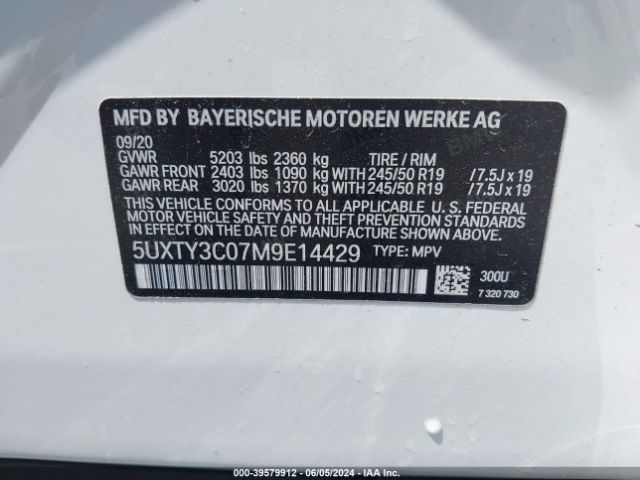 MFD BY BAYERISCHE MOTOREN WERKE AG
09/20
GVWR 5203 lbs 2360 kg TIRE / RIM
GAWR FRONT 2403 lbs 1090 kg WITH 245/50 R19 / 7.5J x 19
GAWR REAR 3020 lbs 1370 kg WITH 245/50 R19 / 7.5J x 19
THIS VEHICLE CONFORMS TO ALL APPLICABLE FEDERAL
MOTOR VEHICLE SAFETY AND THEFT PREVENTION STANDARDS
IN EFFECT ON THE DATE OF MANUFACTURE SHOWN ABOVE.
5UXTY3C07M9E14429 TYPE: MPV
300U
7 320 730
000-39579912 - 06/05/2024 - IAA Inc.